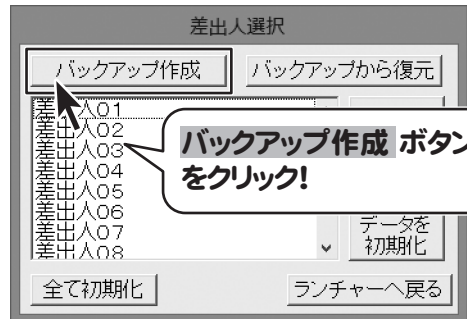 差出人選択
バックアップ作成
バックアップから復元
差出人01
差出人02
差出人03
差出人04
差出人05
差出人06
差出人07
差出人08
バックアップ作成 ボタン
をクリック!
データを
初期化
全て初期化
ランチャーへ戻る